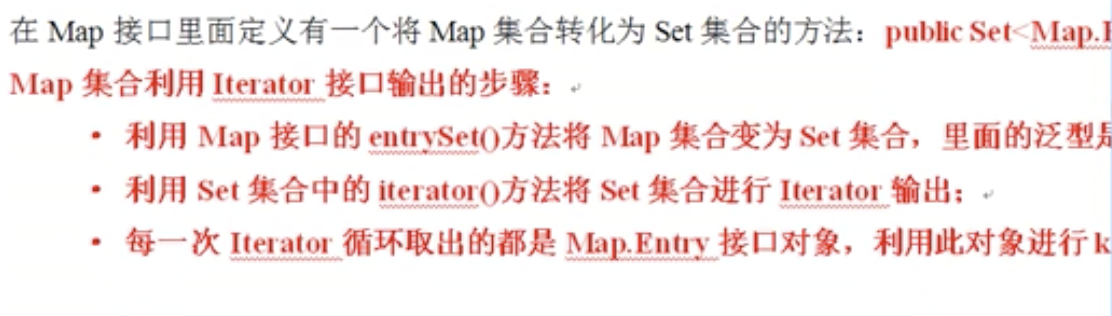 在 Map 接口里面定义有一个将 Map 集合转化为 Set 集合的方法：public Set<Map.
Map 集合利用 Iterator 接口输出的步骤：
• 利用 Map 接口的 entrySet()方法将 Map 集合变为 Set 集合，里面的泛型是
• 利用 Set 集合中的 iterator()方法将 Set 集合进行 Iterator 输出；
• 每一次 Iterator 循环取出的都是 Map.Entry 接口对象，利用此对象进行 k